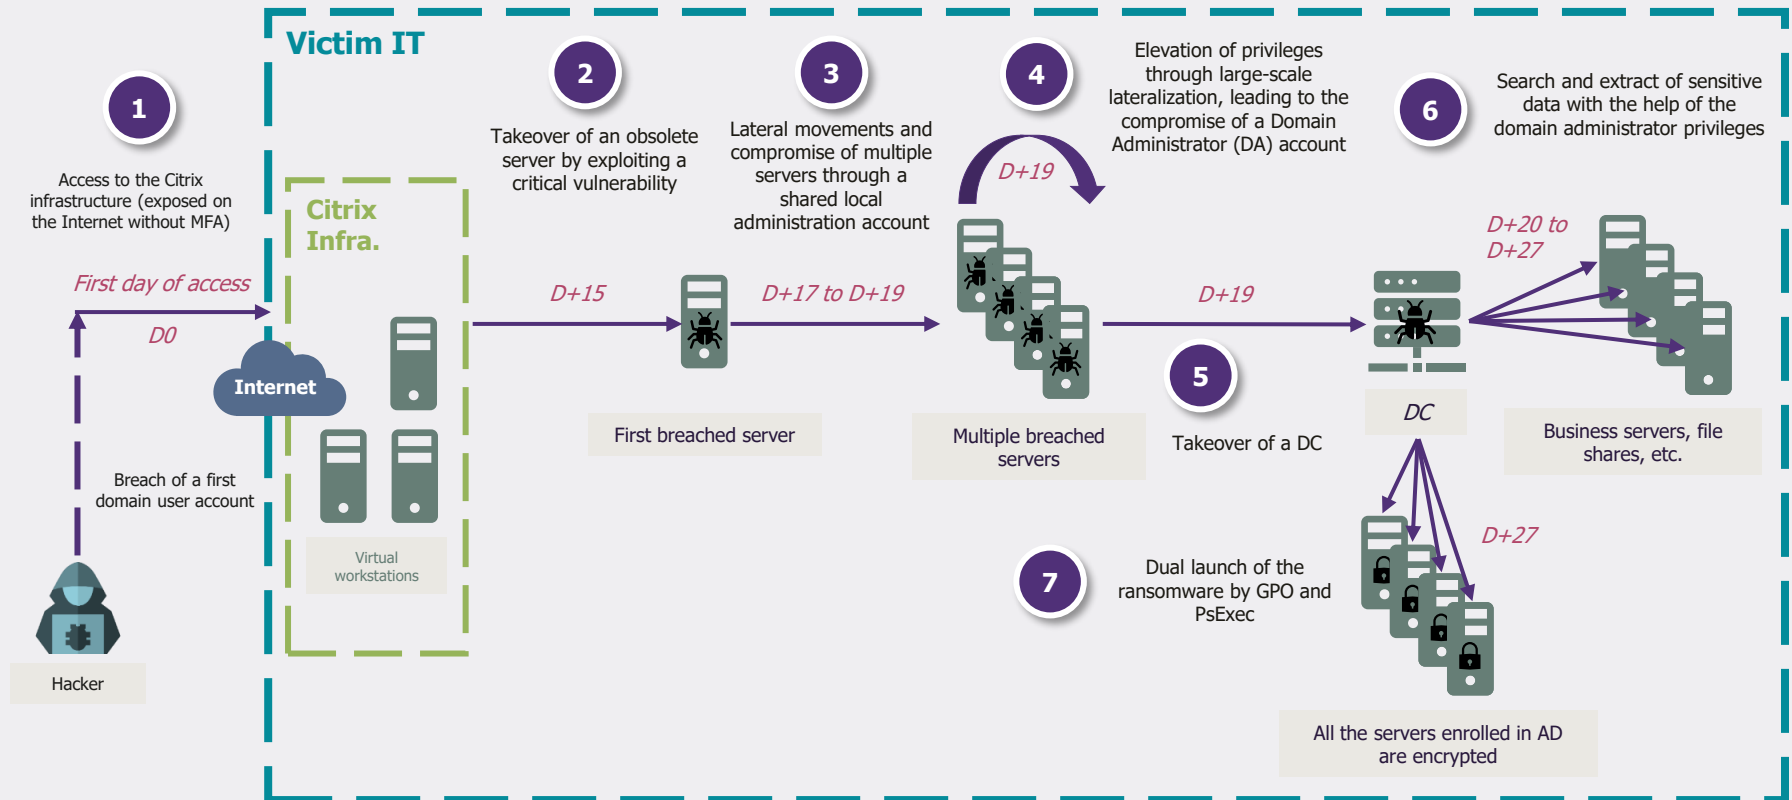 Victim IT
1
Access to the Citrix
infrastructure (exposed on
the Internet without MFA)
First day of access
D0
Internet
Breach of a first
domain user account
Hacker
Citrix
Infra.
Virtual
workstations
2
Takeover of an obsolete
server by exploiting a
critical vulnerability
D+15
First breached server
3
Lateral movements and
compromise of multiple
servers through a
shared local
administration account
D+17 to D+19
4
Elevation of privileges
through large-scale
lateralization, leading to the
compromise of a Domain
Administrator (DA) account
D+19
Multiple breached
servers
D+19
5
Takeover of a DC
DC
6
Search and extract of sensitive
data with the help of the
domain administrator privileges
D+20 to
D+27
Business servers, file
shares, etc.
7
Dual launch of the
ransomware by GPO and
PsExec
D+27
All the servers enrolled in AD
are encrypted